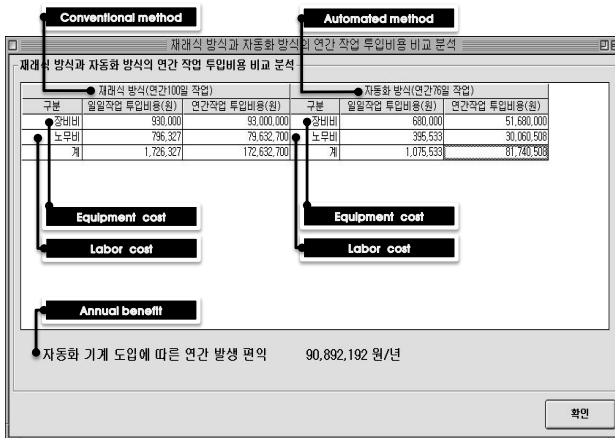 Conventional method
Automated method
재래식 방식과 자동화 방식의 연간 작업 투입비용 비교 분석
재래식 방식과 자동화 방식의 연간 작업 투입비용 비교 분석
재래식 방식(연간100일 작업) 자동화 방식(연간76일 작업)
구분 일일작업 투입비용(원) 연간작업 투입비용(원) 구분 일일작업 투입비용(원) 연간작업 투입비용(원)
장비비 930,000 93,000,000 장비비 680,000 51,680,000
노무비 796,327 79,632,700 노무비 395,533 30,060,508
계 1,726,327 172,632,700 계 1,075,533 81,740,508
Equipment cost
Equipment cost
Labor cost
Labor cost
Annual benefit
자동화 기계 도입에 따른 연간 발생 편익 90,892,192 원/년
확인